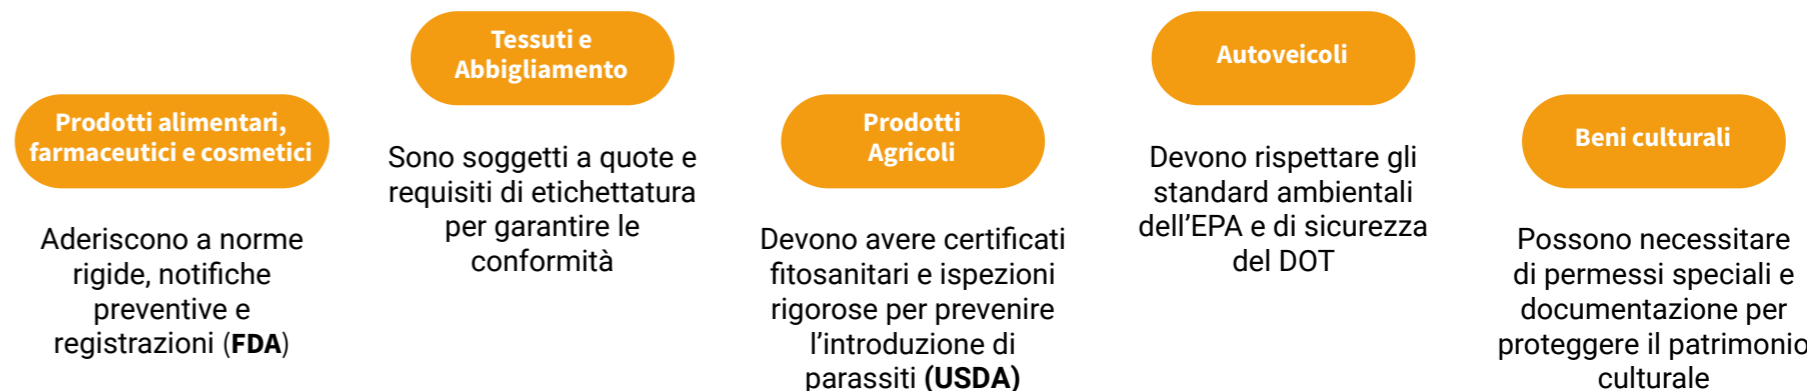 Prodotti alimentari,
farmaceutici e cosmetici
Aderiscono a norme
rigide, notifiche
preventive e
registrazioni (FDA)
Tessuti e
Abbigliamento
Sono soggetti a quote e
requisiti di etichettatura
per garantire le
conformità
Prodotti
Agricoli
Devono avere certificati
fitosanitari e ispezioni
rigorose per prevenire
l’introduzione di
parassiti (USDA)
Autoveicoli
Devono rispettare gli
standard ambientali
dell’EPA e di sicurezza
del DOT
Beni culturali
Possono necessitare
di permessi speciali e
documentazione per
proteggere il patrimonio
culturale